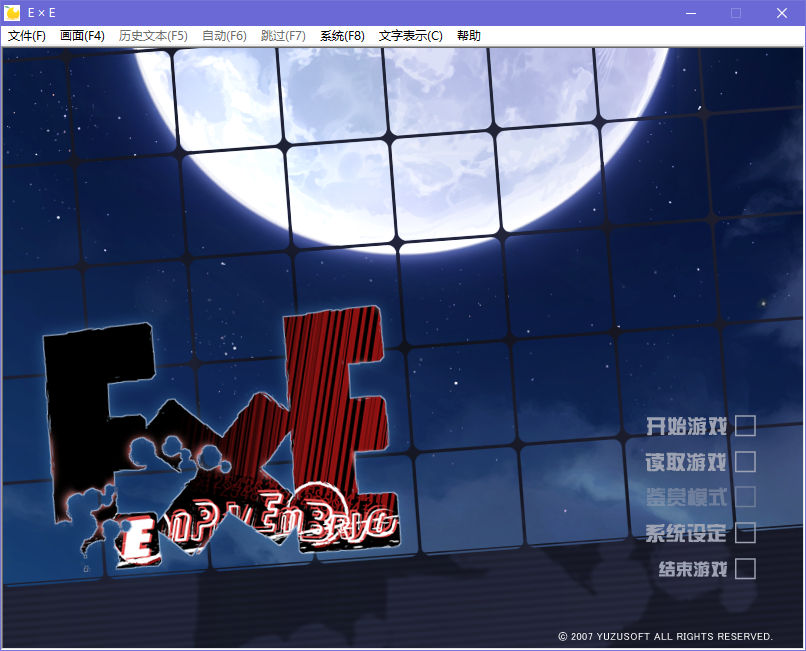 E × E
文件(F) 画面(F4) 历史文本(F5) 自动(F6) 跳过(F7) 系统(F8) 文字表示(C) 帮助
E×E
EMPTY EMBRYO
开始游戏
读取游戏
鉴赏模式
系统设定
结束游戏
© 2007 YUZUSOFT ALL RIGHTS RESERVED.